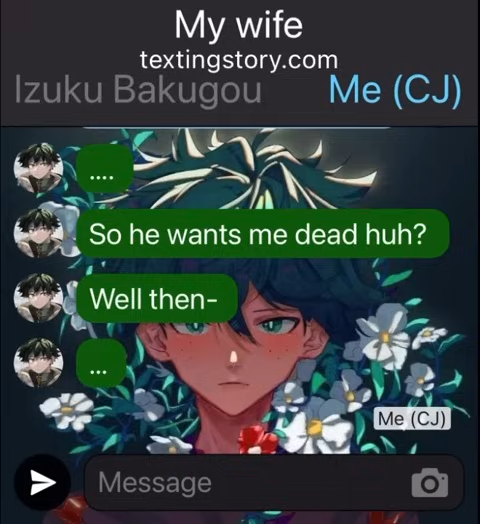 My wife
textingstory.com
Izuku Bakugou Me (CJ)
....
So he wants me dead huh?
Well then-
...
Me (CJ)
Message